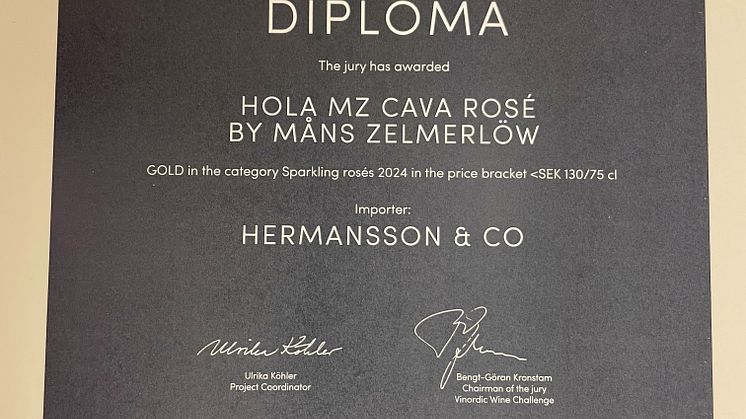 DIPLOMA
The jury has awarded
HOLA MZ CAVA ROSÉ
BY MÅNS ZELMERLÖW
GOLD in the category Sparkling rosés 2024 in the price bracket <SEK 130/75 cl
Importer:
HERMANSSON & CO
Ulrika Köhler
Ulrika Köhler
Project Coordinator
Bengt-Göran Kronstam
Chairman of the jury
Vinordic Wine Challenge